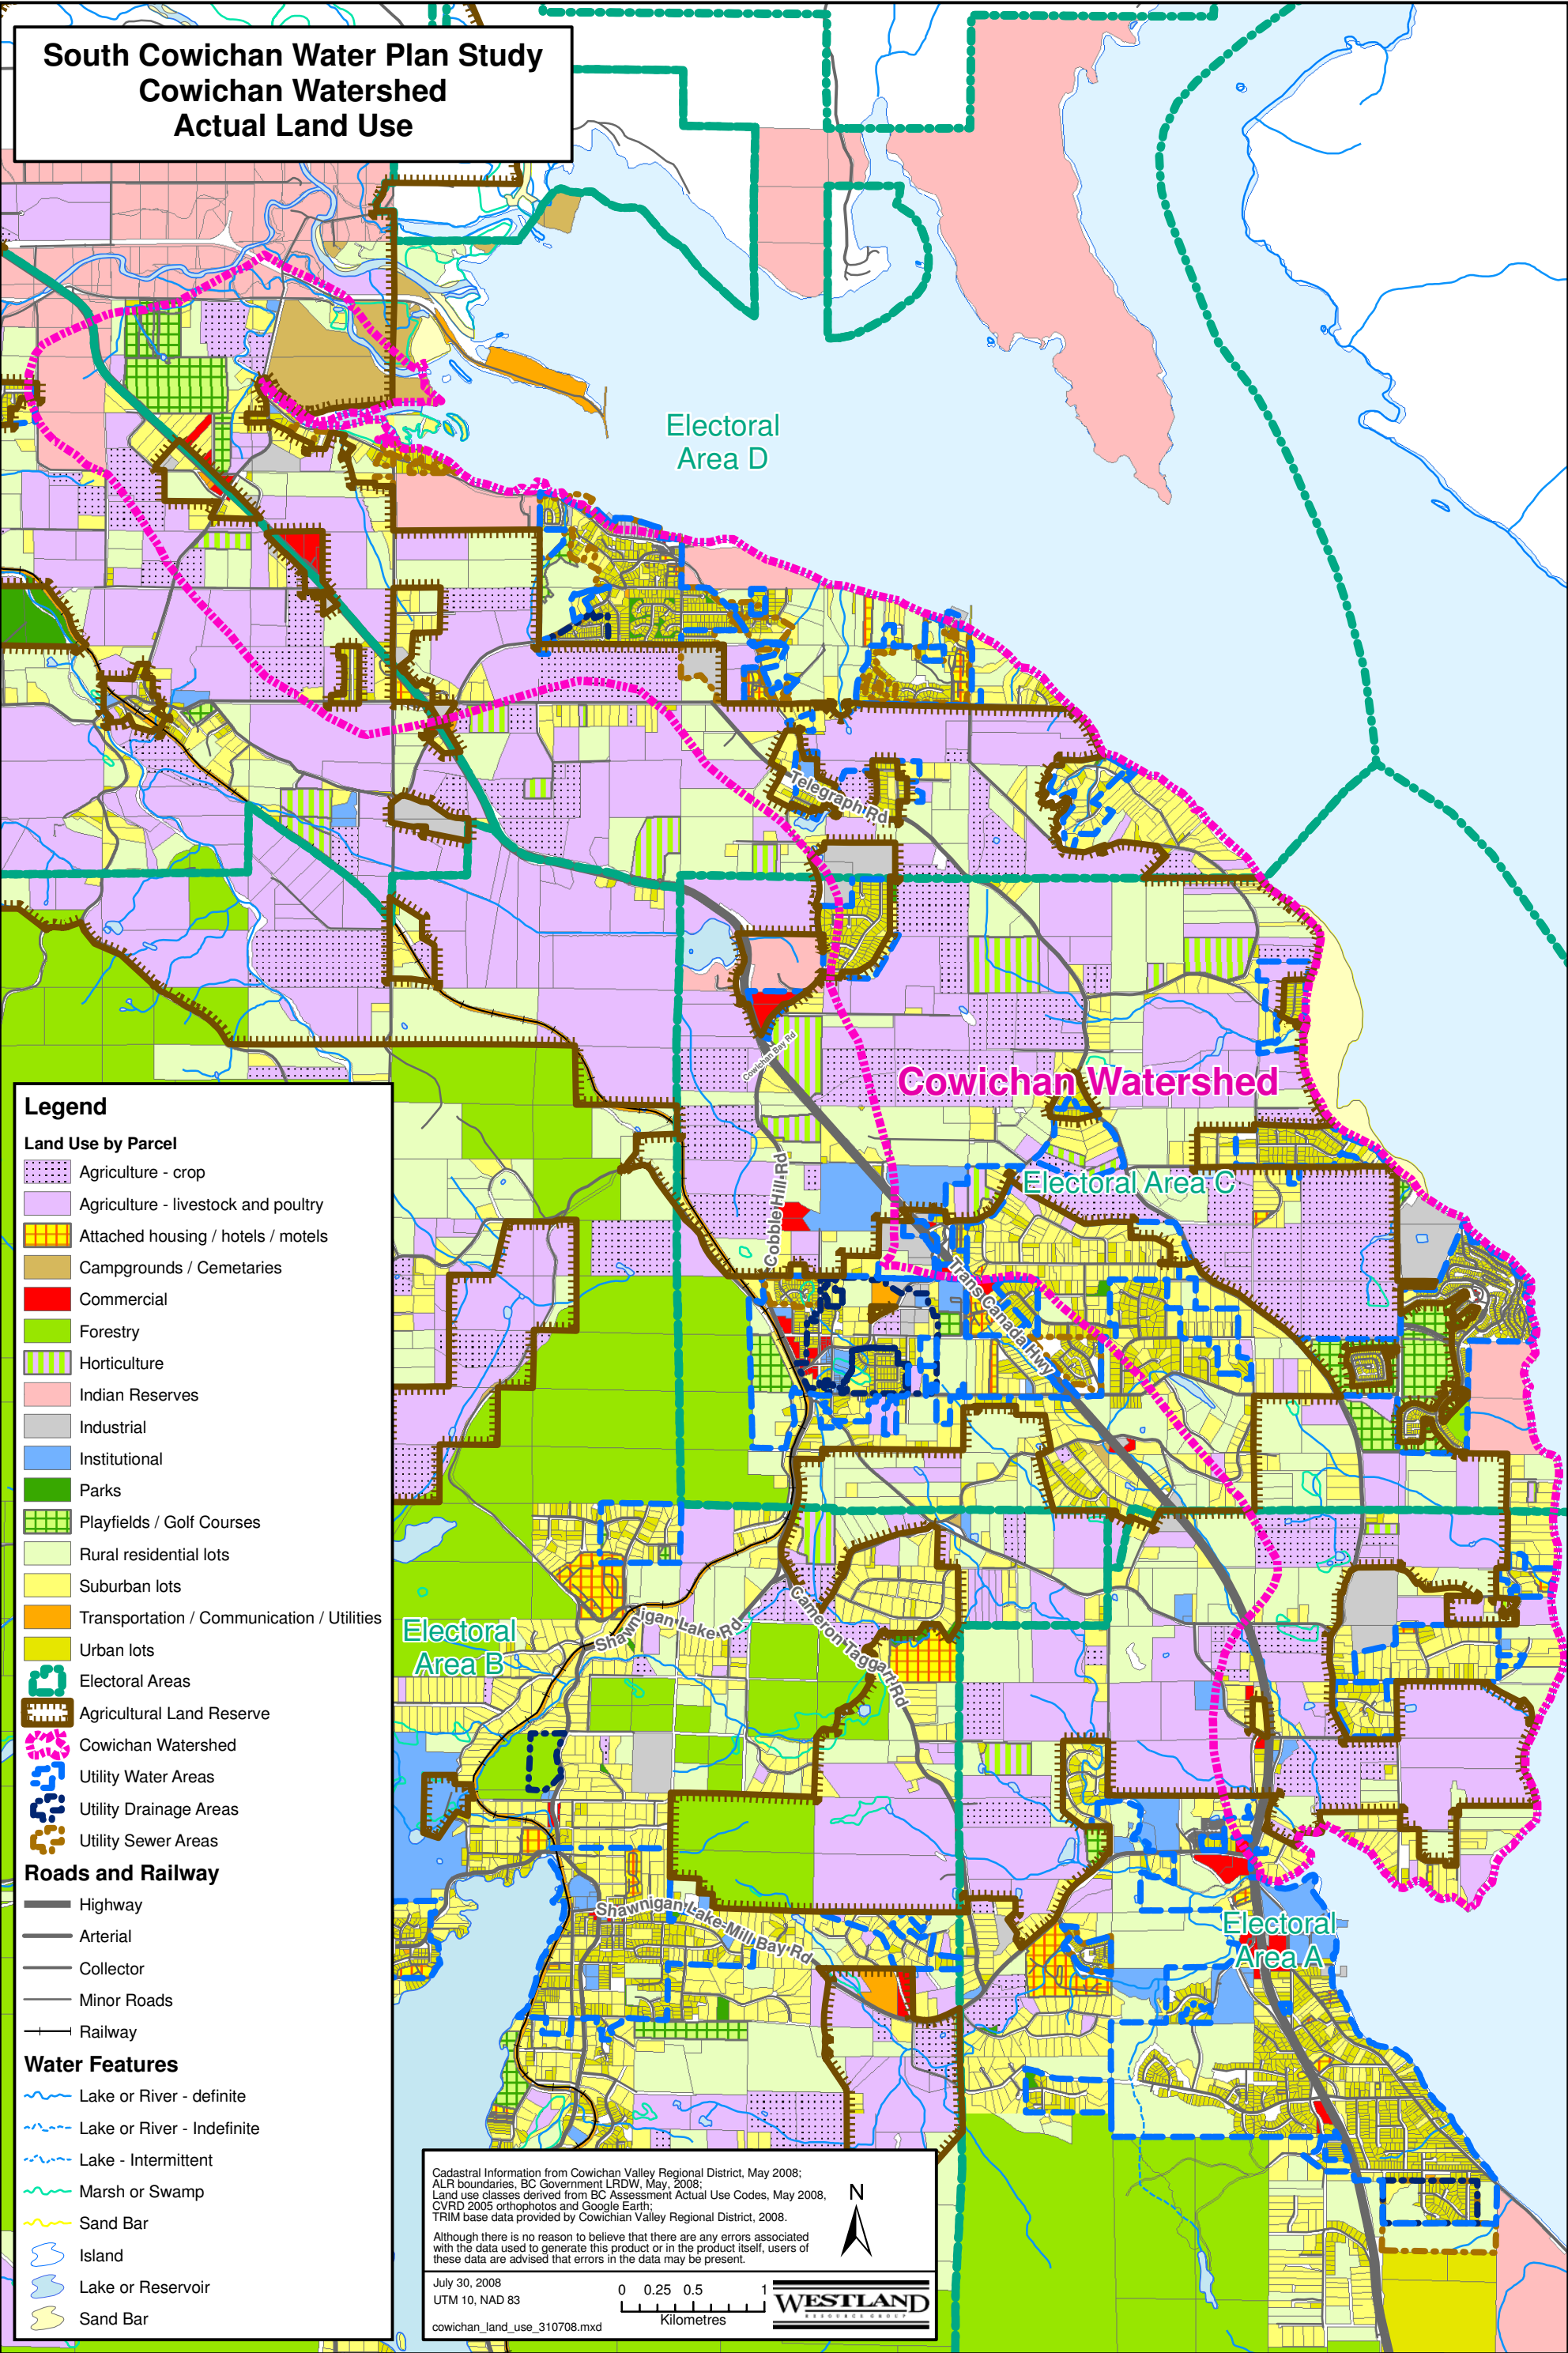 South Cowichan Water Plan Study
Cowichan Watershed
Actual Land Use
Electoral
Area D
Telegraph Rd
Cowichan Bay Rd
Cowichan Watershed
Cobble Hill Rd
Electoral Area C
Trans Canada Hwy
Legend
Land Use by Parcel
Agriculture - crop
Agriculture - livestock and poultry
Attached housing / hotels / motels
Campgrounds / Cemetaries
Commercial
Forestry
Horticulture
Indian Reserves
Industrial
Institutional
Parks
Playfields / Golf Courses
Rural residential lots
Suburban lots
Transportation / Communication / Utilities
Urban lots
Electoral Areas
Agricultural Land Reserve
Cowichan Watershed
Utility Water Areas
Utility Drainage Areas
Utility Sewer Areas
Roads and Railway
Highway
Arterial
Collector
Minor Roads
Railway
Water Features
Lake or River - definite
Lake or River - Indefinite
Lake - Intermittent
Marsh or Swamp
Sand Bar
Island
Lake or Reservoir
Sand Bar
Electoral
Area B
Shawnigan Lake Rd
Cameron Taggart Rd
Shawnigan Lake-Mill Bay Rd
Electoral
Area A
Cadastral Information from Cowichan Valley Regional District, May 2008;
ALR boundaries, BC Government LRDW, May, 2008;
Land use classes derived from BC Assessment Actual Use Codes, May 2008,
CVRD 2005 orthophotos and Google Earth;
TRIM base data provided by Cowichian Valley Regional District, 2008.
Although there is no reason to believe that there are any errors associated
with the data used to generate this product or in the product itself, users of
these data are advised that errors in the data may be present.
N
July 30, 2008
UTM 10, NAD 83
cowichan_land_use_310708.mxd
0 0.25 0.5 1
Kilometres
WESTLAND
RESOURCE GROUP